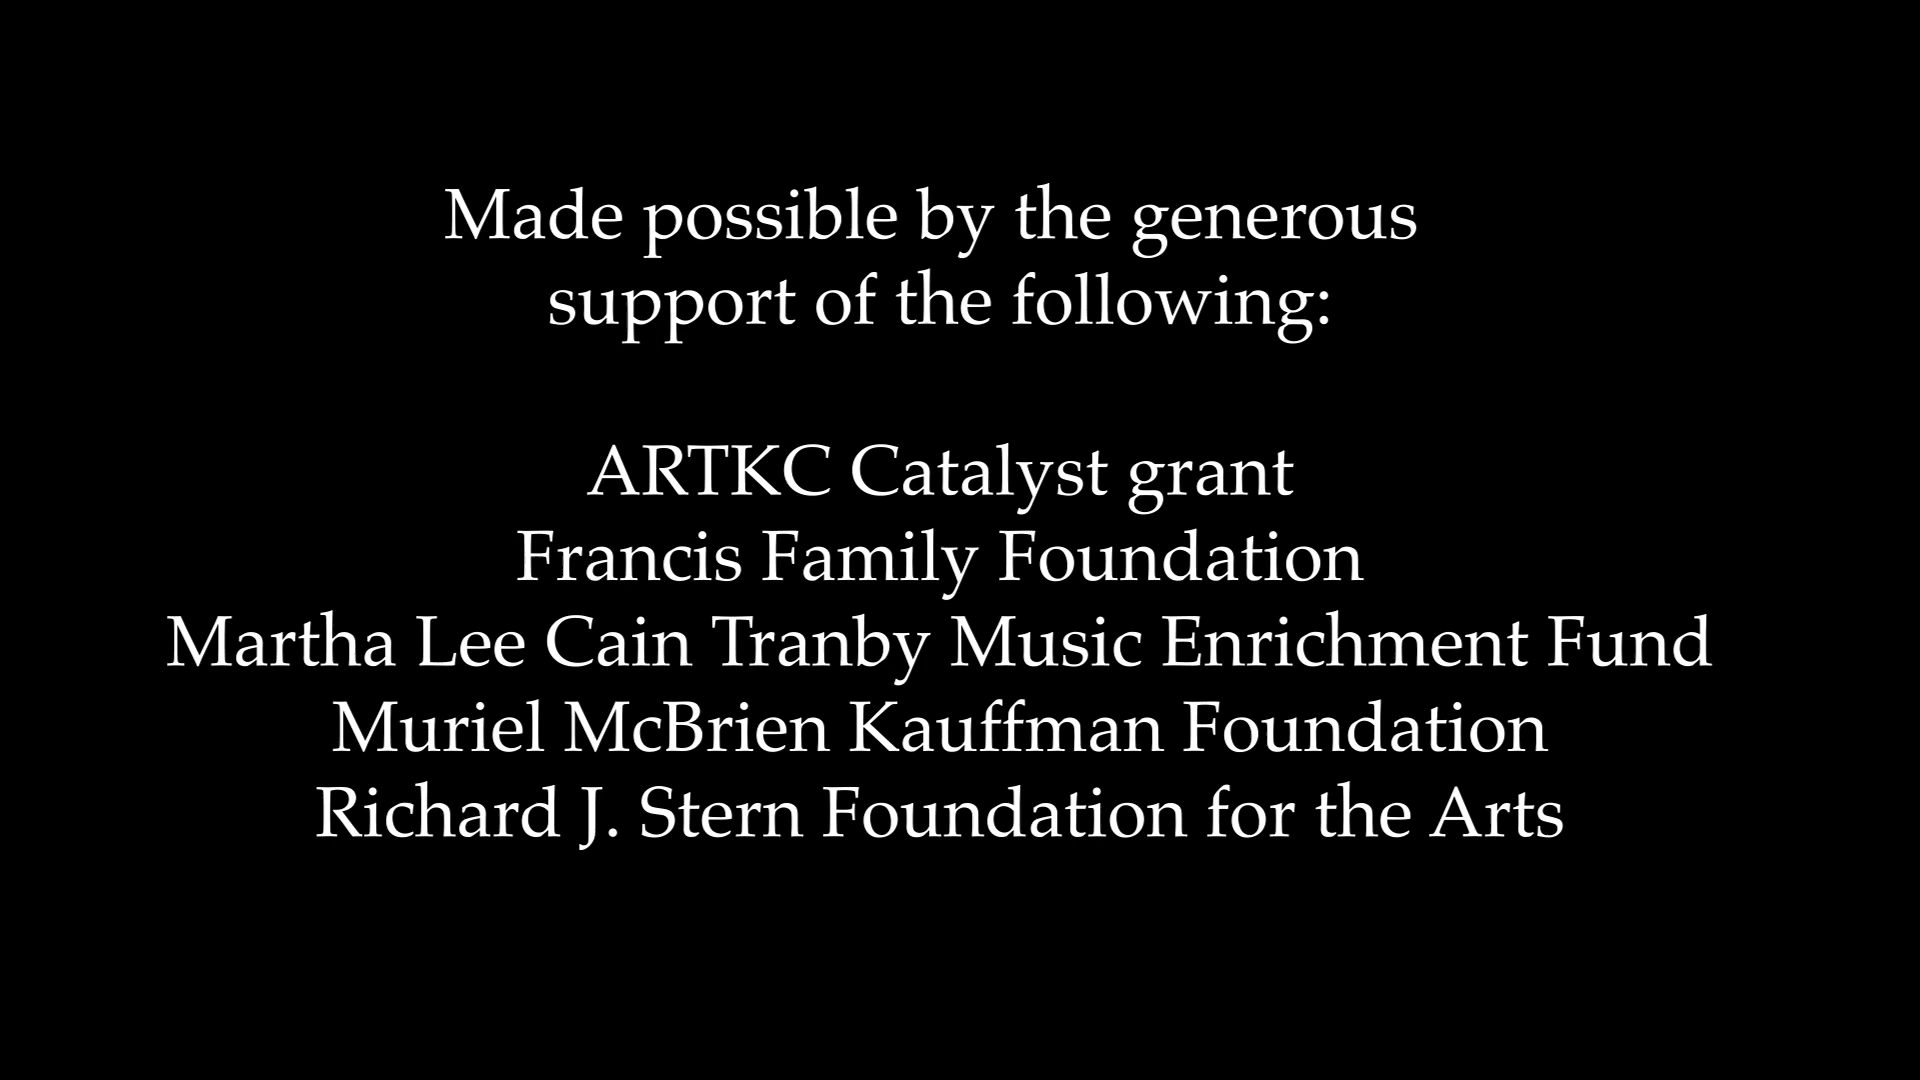 Made possible by the generous
support of the following:
ARTKC Catalyst grant
Francis Family Foundation
Martha Lee Cain Tranby Music Enrichment Fund
Muriel McBrien Kauffman Foundation
Richard J. Stern Foundation for the Arts